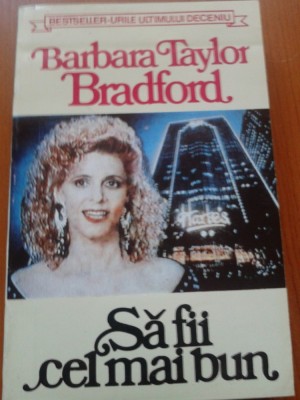 BESTSELLER-URILE ULTIMULUI DECENIU
Barbara Taylor
Bradford
Harte's
Să fii
cel mai bun